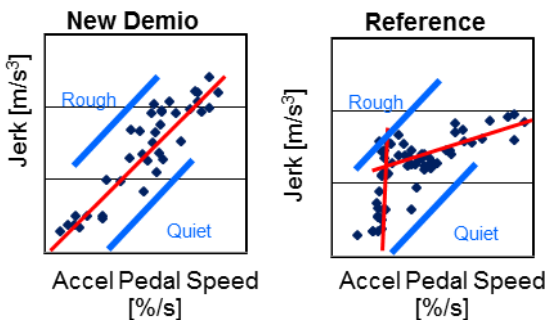 New Demio
Jerk [m/s³]
Rough
Quiet
Accel Pedal Speed
[%/s]
Reference
Jerk [m/s³]
Rough
Quiet
Accel Pedal Speed
[%/s]